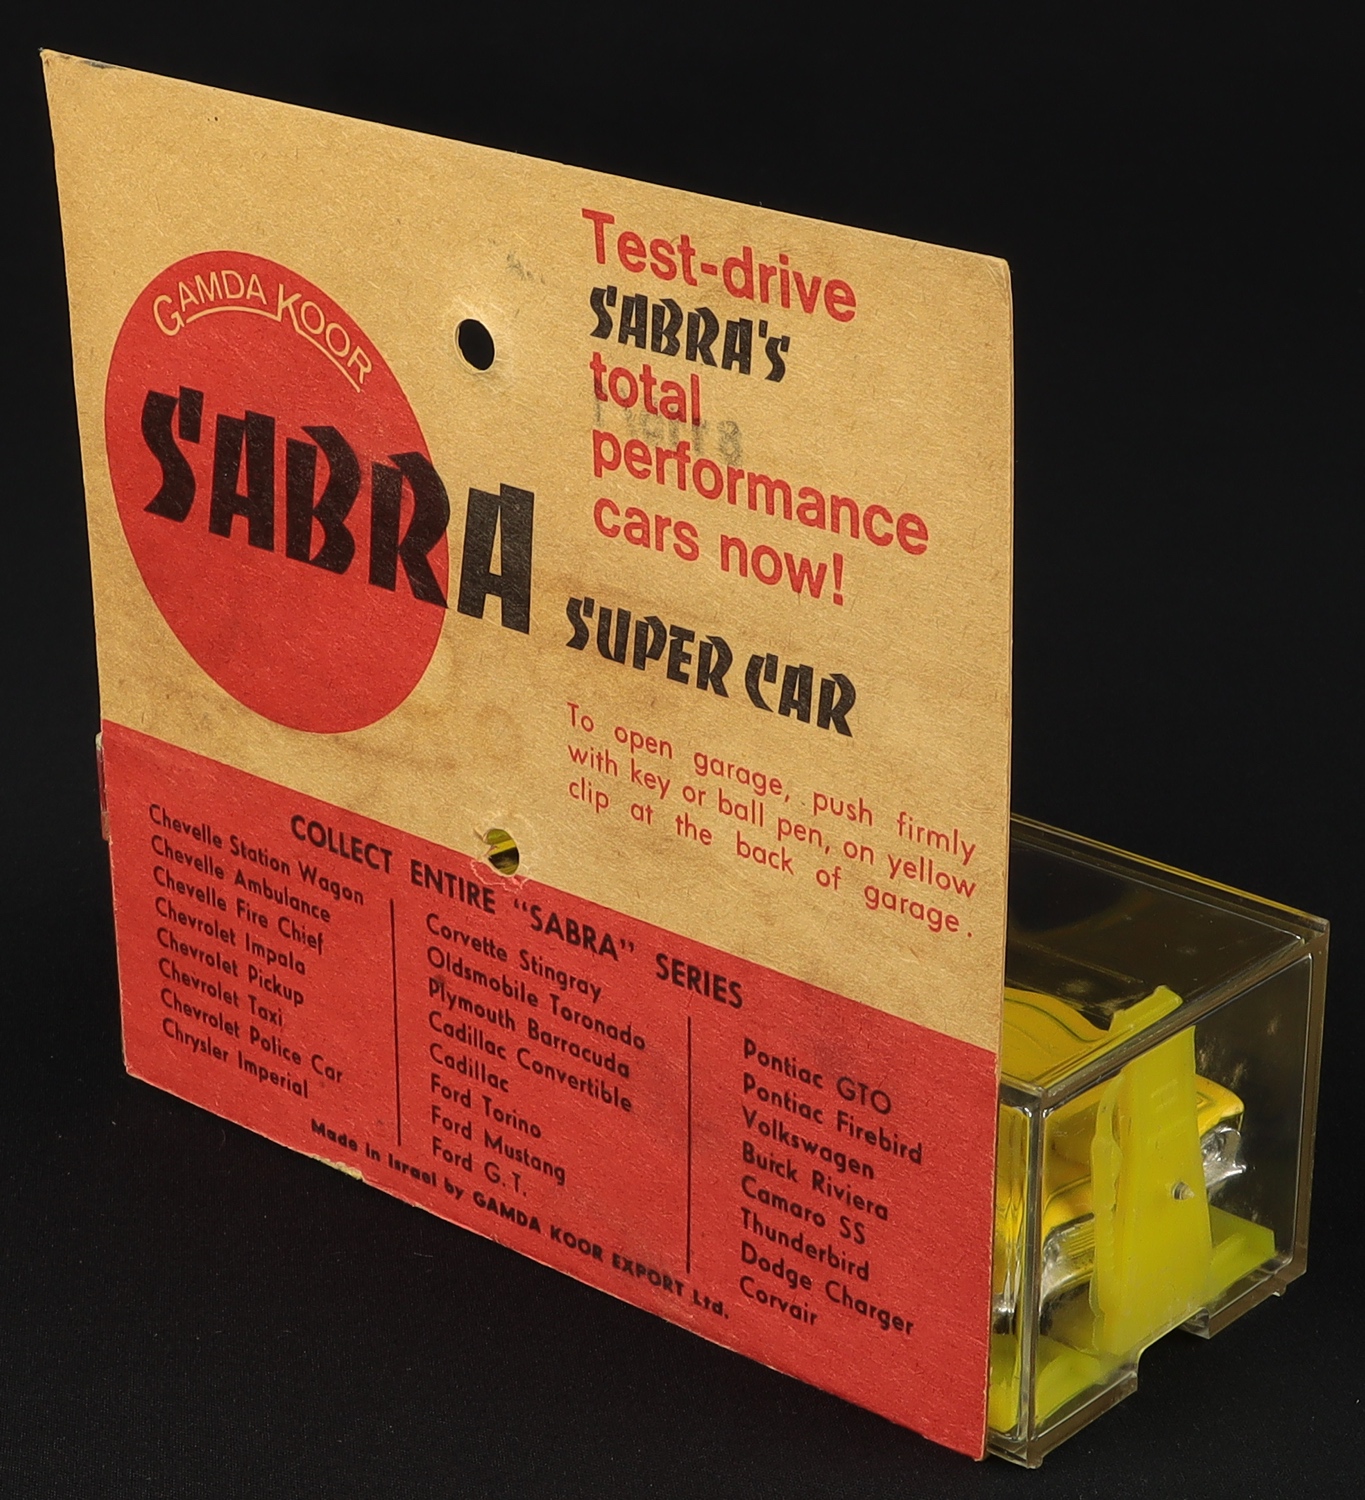 GAMDA KOOR
SABRA
Test-drive
SABRA'S
total
performance
cars now!
SUPER CAR
To open garage, push firmly
with key or ball pen, on yellow
clip at the back of garage.
COLLECT ENTIRE “SABRA” SERIES
Chevelle Station Wagon
Chevelle Ambulance
Chevelle Fire Chief
Chevrolet Impala
Chevrolet Pickup
Chevrolet Taxi
Chevrolet Police Car
Chrysler Imperial
Corvette Stingray
Oldsmobile Toronado
Plymouth Barracuda
Cadillac Convertible
Cadillac
Ford Torino
Ford Mustang
Ford G. T.
Pontiac GTO
Pontiac Firebird
Volkswagen
Buick Riviera
Camaro SS
Thunderbird
Dodge Charger
Corvair
Made in Israel by GAMDA KOOR EXPORT Ltd.